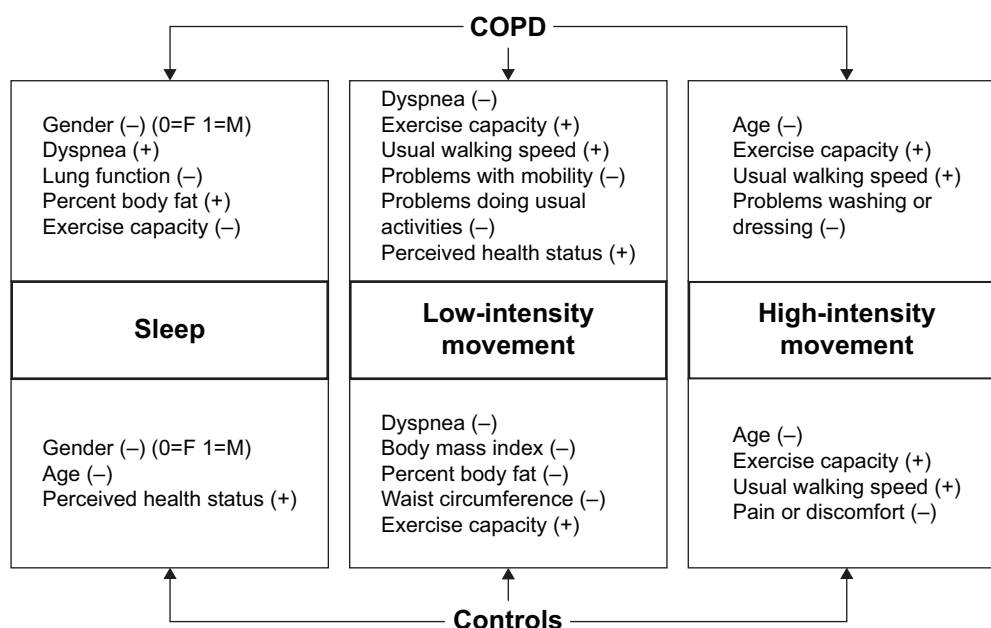 COPD
Gender (–) (0=F 1=M)
Dyspnea (+)
Lung function (–)
Percent body fat (+)
Exercise capacity (–)
Dyspnea (–)
Exercise capacity (+)
Usual walking speed (+)
Problems with mobility (–)
Problems doing usual
activities (–)
Perceived health status (+)
Age (–)
Exercise capacity (+)
Usual walking speed (+)
Problems washing or
dressing (–)
Sleep
Low-intensity
movement
High-intensity
movement
Gender (–) (0=F 1=M)
Age (–)
Perceived health status (+)
Dyspnea (–)
Body mass index (–)
Percent body fat (–)
Waist circumference (–)
Exercise capacity (+)
Age (–)
Exercise capacity (+)
Usual walking speed (+)
Pain or discomfort (–)
Controls